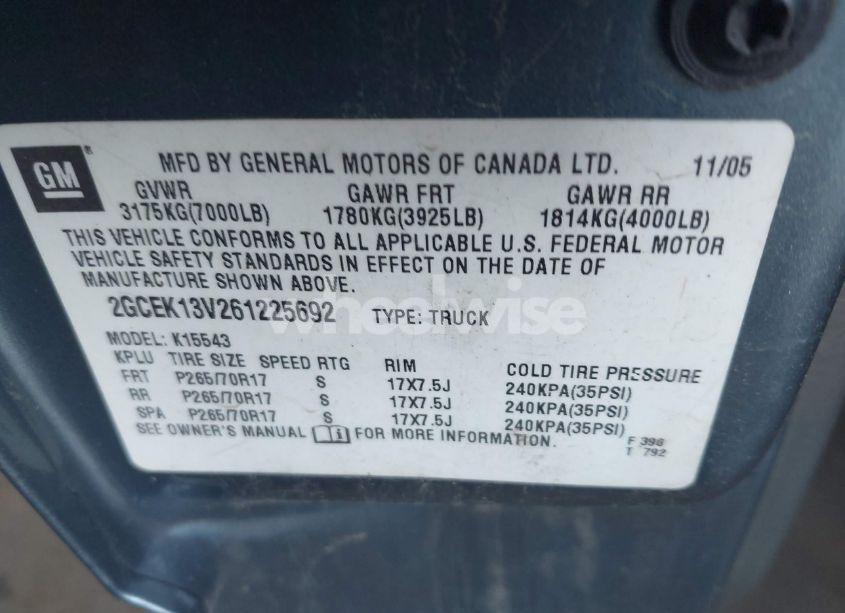 GM
MFD BY GENERAL MOTORS OF CANADA LTD. 11/05
GVWR GAWR FRT GAWR RR
3175KG(7000LB) 1780KG(3925LB) 1814KG(4000LB)
THIS VEHICLE CONFORMS TO ALL APPLICABLE U.S. FEDERAL MOTOR
VEHICLE SAFETY STANDARDS IN EFFECT ON THE DATE OF
MANUFACTURE SHOWN ABOVE.
2GCEK13V261225692 TYPE: TRUCK
wheelwise
MODEL: K15543
KPLU TIRE SIZE SPEED RTG RIM COLD TIRE PRESSURE
FRT P265/70R17 S 17X7.5J 240KPA(35PSI)
RR P265/70R17 S 17X7.5J 240KPA(35PSI)
SPA P265/70R17 S 17X7.5J 240KPA(35PSI)
SEE OWNER'S MANUAL FOR MORE INFORMATION.
F 396
T 792